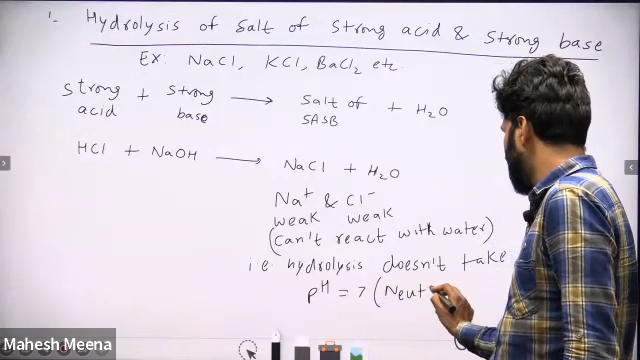 1- Hydrolysis of Salt of Strong acid & Strong base
Ex: NaCl, KCl, BaCl2 etc.
Strong acid + Strong base → Salt of SASB + H2O
HCl + NaOH → NaCl + H2O
Na+ & Cl-
weak weak
(can't react with water)
i.e. hydrolysis doesn't take
pH = 7 (Neut
Mahesh Meena